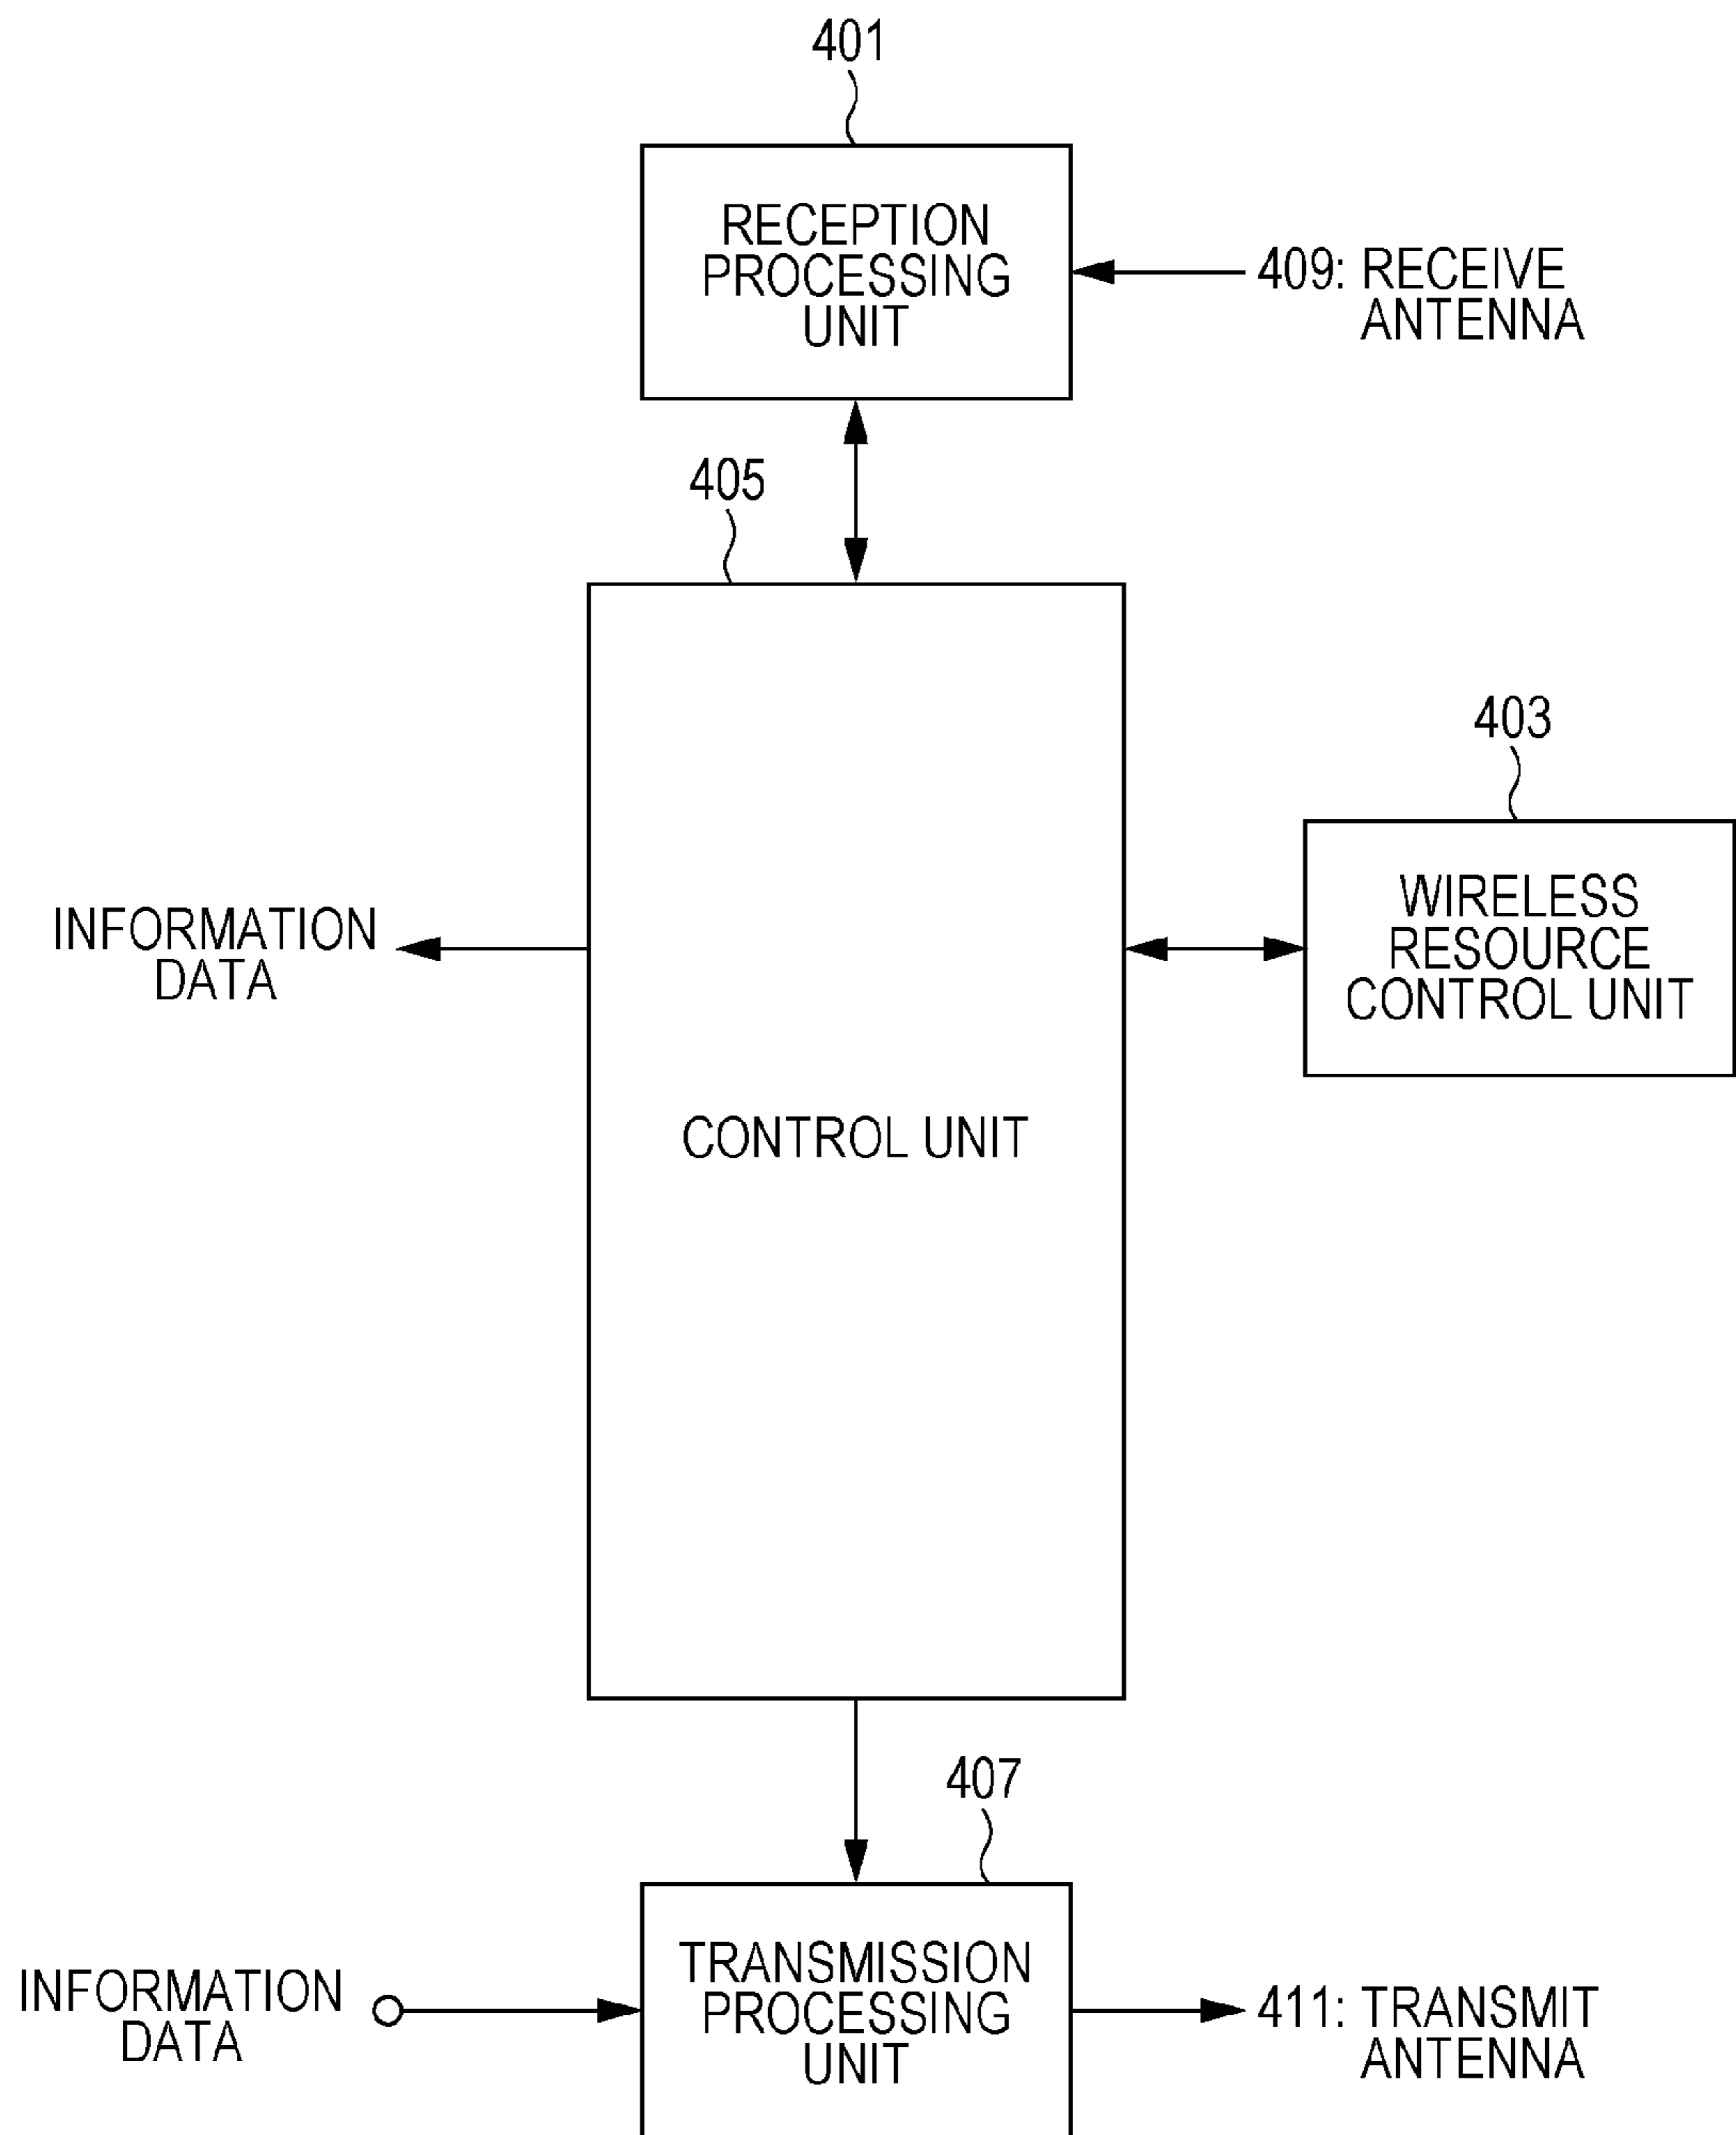 401
RECEPTION
PROCESSING
UNIT
409: RECEIVE
ANTENNA
405
403
WIRELESS
RESOURCE
CONTROL UNIT
INFORMATION
DATA
CONTROL UNIT
407
TRANSMISSION
PROCESSING
UNIT
INFORMATION
DATA
411: TRANSMIT
ANTENNA